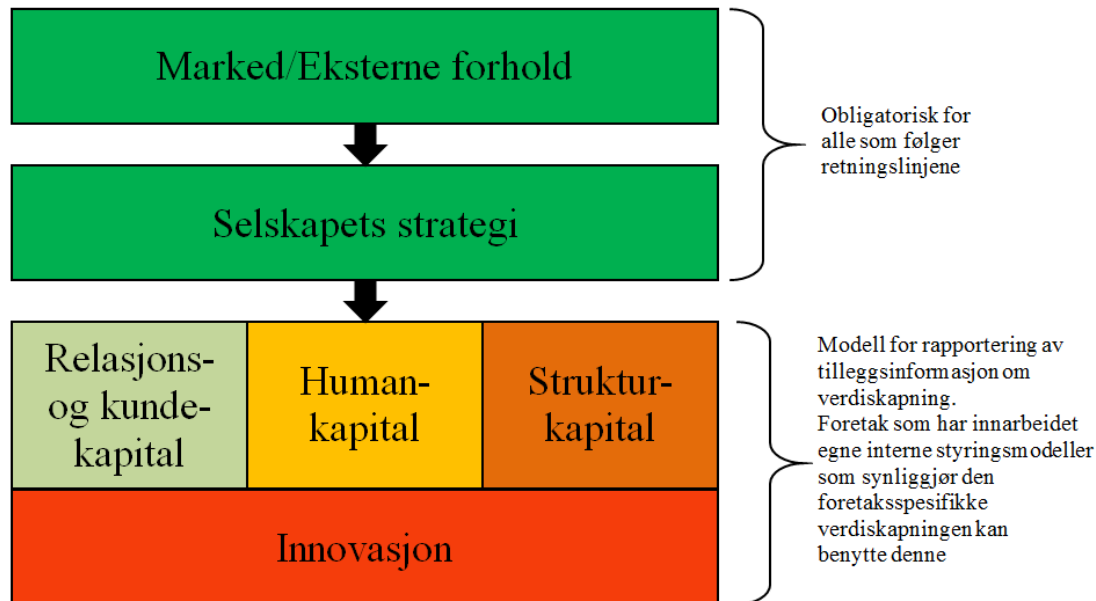 Marked/Eksterne forhold
Obligatorisk for
alle som følger
retningslinjene
Selskapets strategi
Relasjons-
og kunde-
kapital
Human-
kapital
Struktur-
kapital
Innovasjon
Modell for rapportering av
tilleggsinformasjon om
verdiskapning.
Foretak som har innarbeidet
egne interne styringsmodeller
som synliggjør den
foretaksspesifikke
verdiskapningen kan
benytte denne